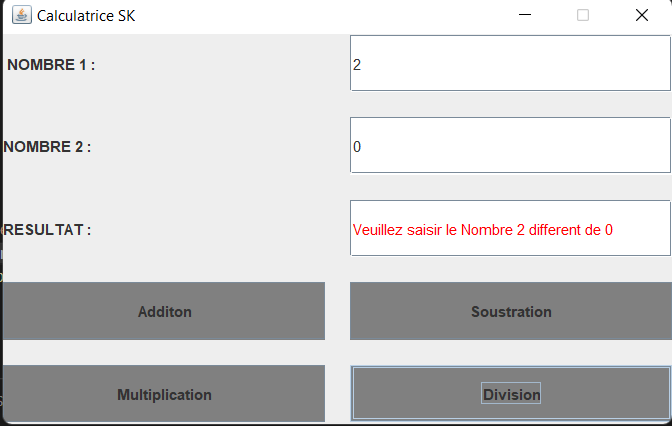 Calculatrice SK
NOMBRE 1 :
2
NOMBRE 2 :
0
RESULTAT :
Veuillez saisir le Nombre 2 different de 0
Additon
Soustration
Multiplication
Division